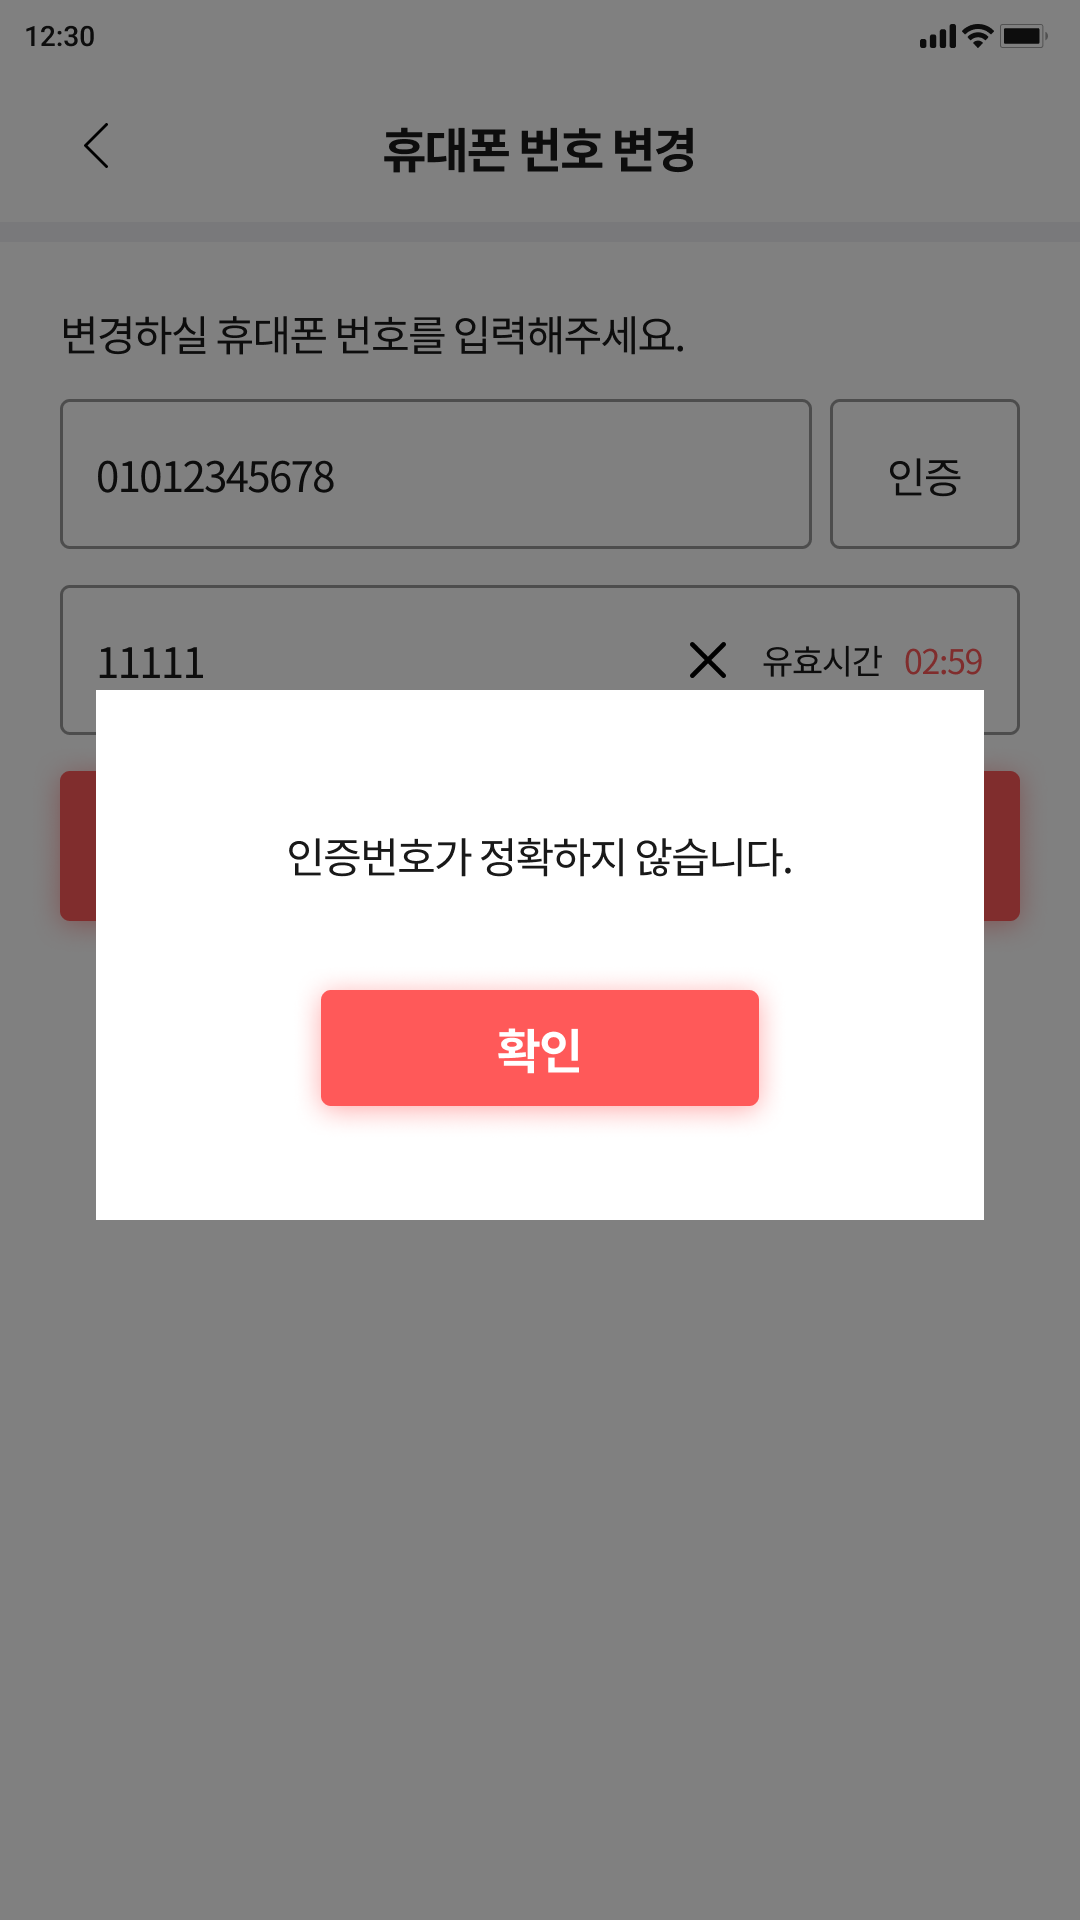 12:30
휴대폰 번호 변경
변경하실 휴대폰 번호를 입력해주세요.
01012345678
인증
11111
유효시간 02:59
인증번호가 정확하지 않습니다.
확인